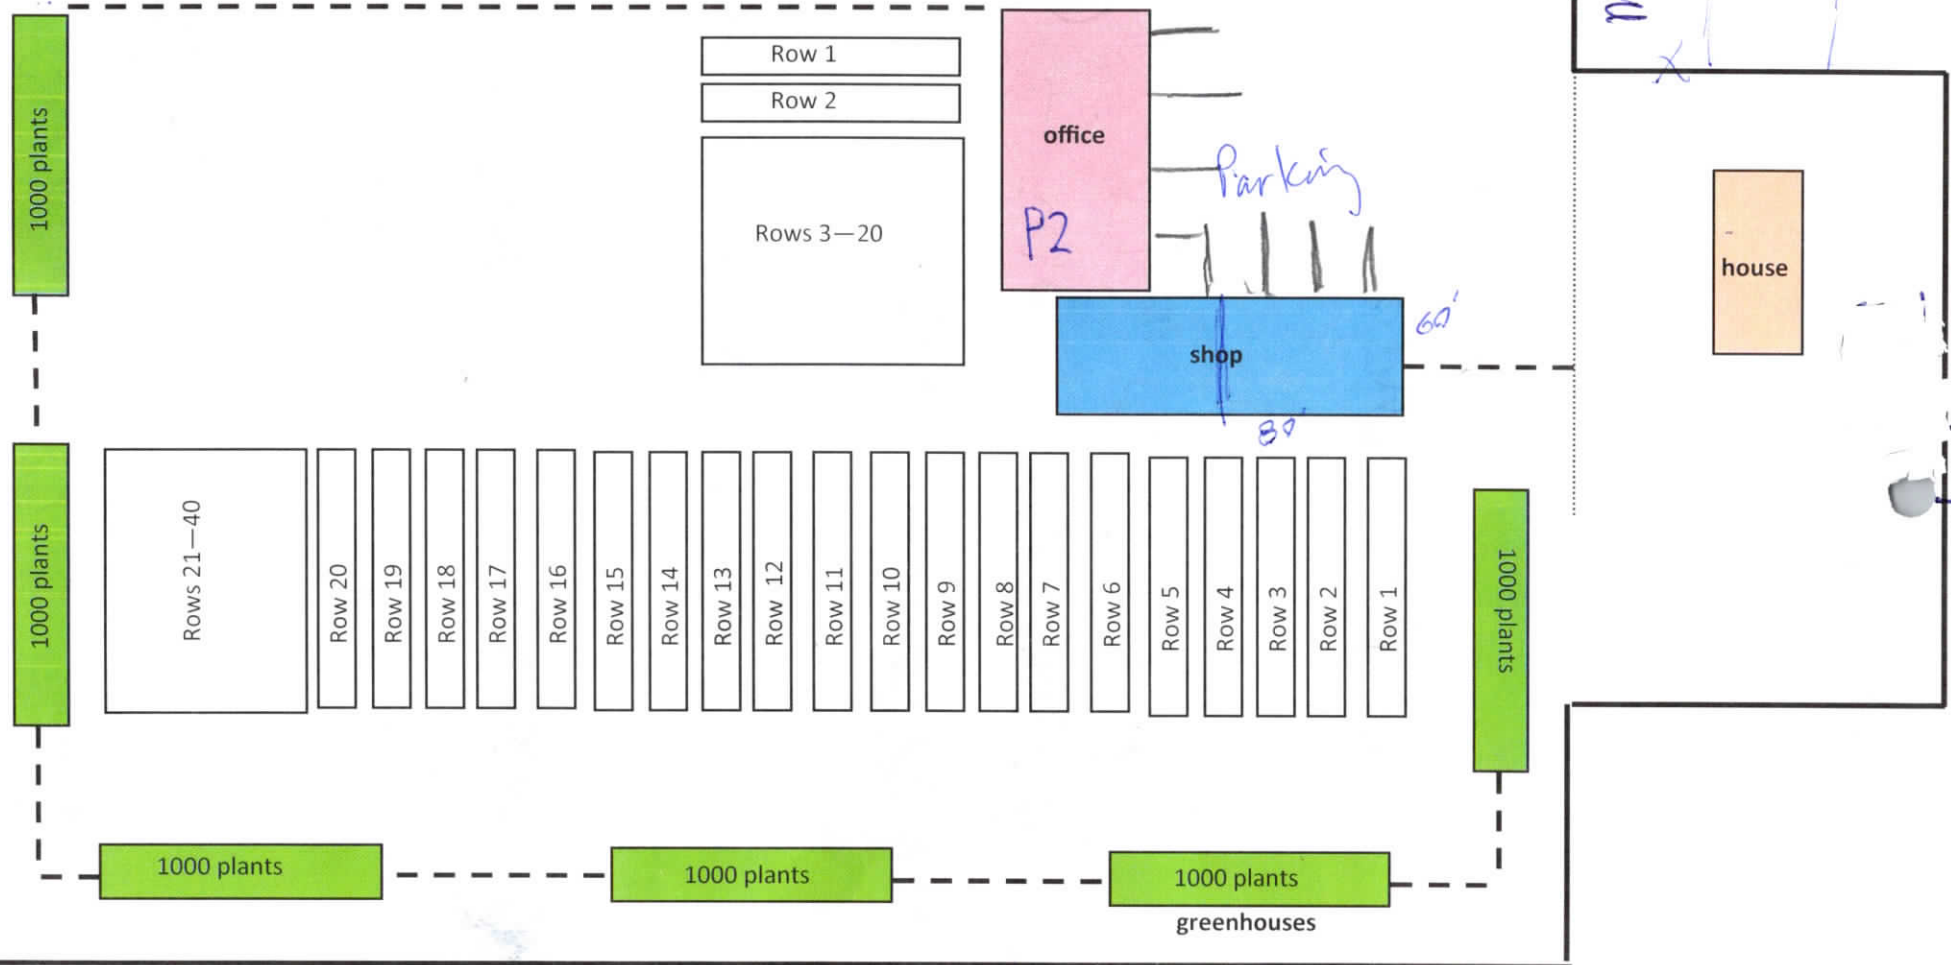 1000 plants
Row 1
Row 2
Rows 3—20
office
P2
Parking
house
shop
60'
80'
1000 plants
Rows 21—40
Row 20
Row 19
Row 18
Row 17
Row 16
Row 15
Row 14
Row 13
Row 12
Row 11
Row 10
Row 9
Row 8
Row 7
Row 6
Row 5
Row 4
Row 3
Row 2
Row 1
1000 plants
1000 plants
1000 plants
1000 plants
greenhouses